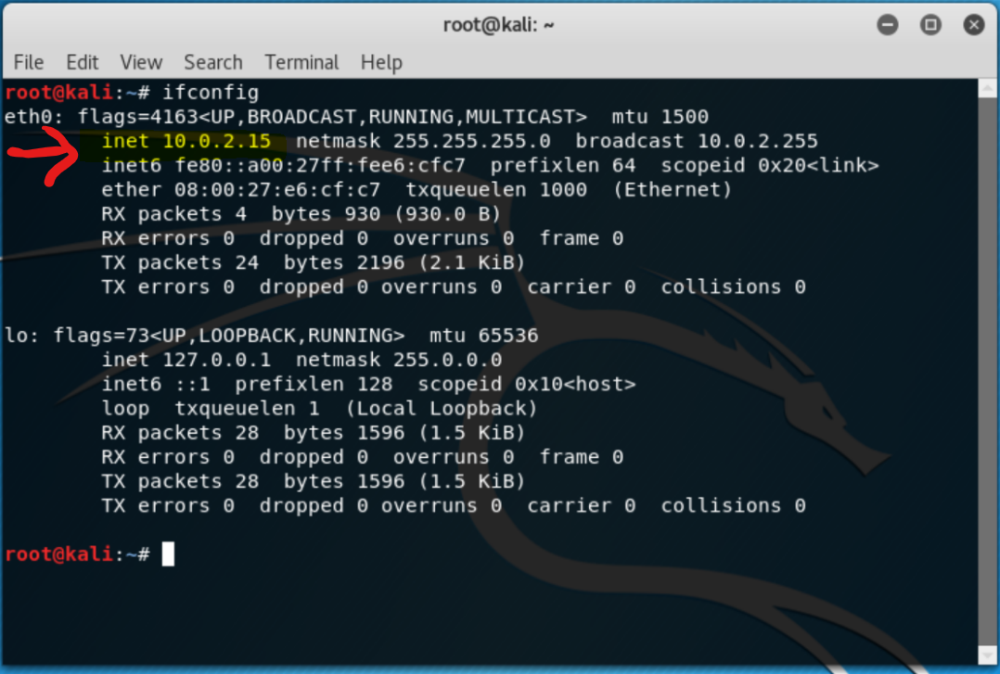 root@kali: ~
File Edit View Search Terminal Help
root@kali:~# ifconfig
eth0: flags=4163<UP,BROADCAST,RUNNING,MULTICAST>  mtu 1500
        inet 10.0.2.15  netmask 255.255.255.0  broadcast 10.0.2.255
        inet6 fe80::a00:27ff:fee6:cfc7  prefixlen 64  scopeid 0x20<link>
        ether 08:00:27:e6:cf:c7  txqueuelen 1000  (Ethernet)
        RX packets 4  bytes 930 (930.0 B)
        RX errors 0  dropped 0  overruns 0  frame 0
        TX packets 24  bytes 2196 (2.1 KiB)
        TX errors 0  dropped 0 overruns 0  carrier 0  collisions 0
lo: flags=73<UP,LOOPBACK,RUNNING>  mtu 65536
        inet 127.0.0.1  netmask 255.0.0.0
        inet6 ::1  prefixlen 128  scopeid 0x10<host>
        loop  txqueuelen 1  (Local Loopback)
        RX packets 28  bytes 1596 (1.5 KiB)
        RX errors 0  dropped 0  overruns 0  frame 0
        TX packets 28  bytes 1596 (1.5 KiB)
        TX errors 0  dropped 0 overruns 0  carrier 0  collisions 0
root@kali:~#